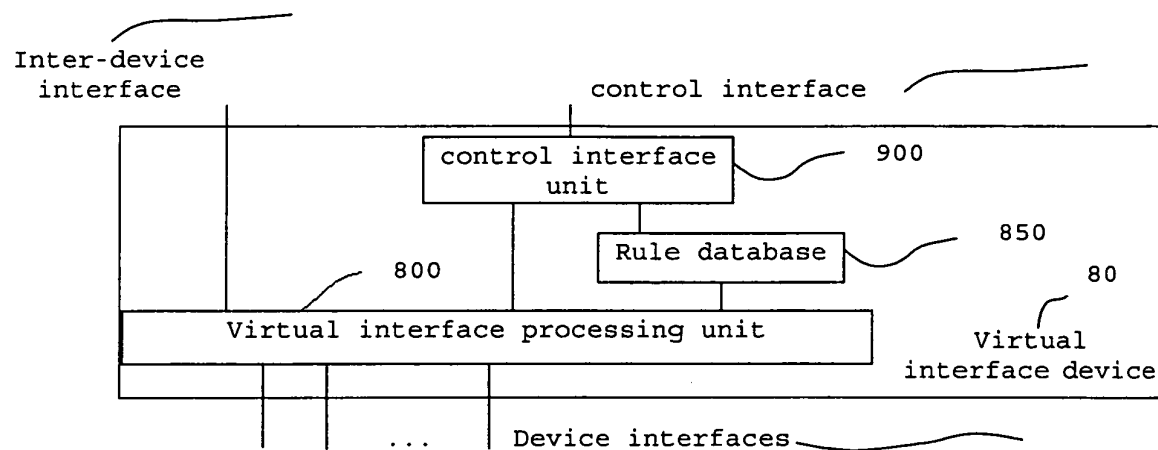 Inter-device
interface
control interface
control interface
unit
900
Rule database
850
800
80
Virtual interface processing unit
Virtual
interface device
... Device interfaces